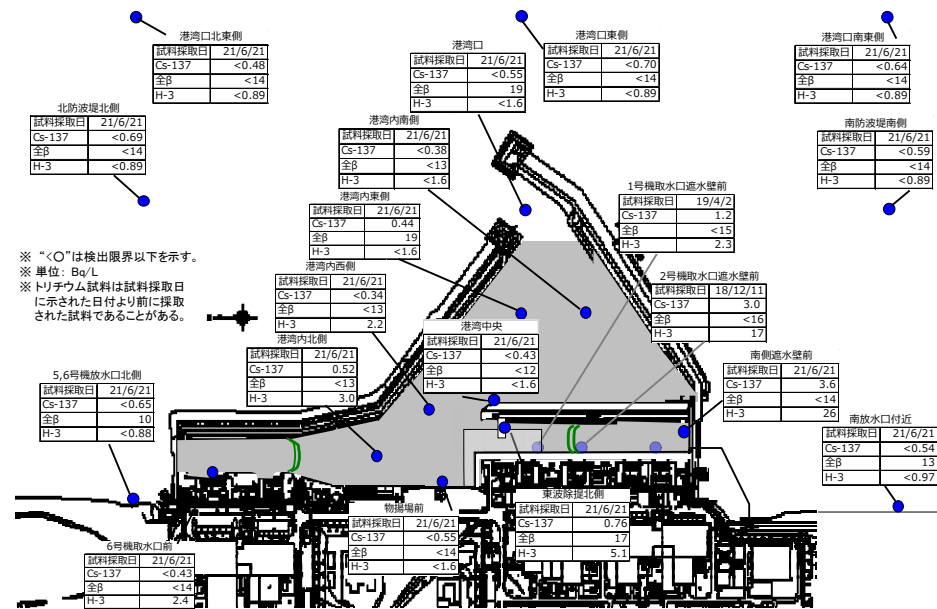 港湾口北東側
試料採取日 21/6/21
Cs-137 <0.48
全β <14
H-3 <0.89
港湾口
試料採取日 21/6/21
Cs-137 <0.55
全β 19
H-3 <1.6
港湾口東側
試料採取日 21/6/21
Cs-137 <0.70
全β <14
H-3 <0.89
港湾口南東側
試料採取日 21/6/21
Cs-137 <0.64
全β <14
H-3 <0.89
北防波堤北側
試料採取日 21/6/21
Cs-137 <0.69
全β <14
H-3 <0.89
港湾内南側
試料採取日 21/6/21
Cs-137 <0.38
全β <13
H-3 <1.6
南防波堤南側
試料採取日 21/6/21
Cs-137 <0.59
全β <14
H-3 <0.89
港湾内東側
試料採取日 21/6/21
Cs-137 0.44
全β 19
H-3 <1.6
1号機取水口遮水壁前
試料採取日 19/4/2
Cs-137 1.2
全β <15
H-3 2.3
※ “<○”は検出限界以下を示す。
※ 単位: Bq/L
※ トリチウム試料は試料採取日
に示された日付より前に採取
された試料であることがある。
港湾内西側
試料採取日 21/6/21
Cs-137 <0.34
全β <13
H-3 2.2
2号機取水口遮水壁前
試料採取日 18/12/11
Cs-137 3.0
全β <16
H-3 17
港湾内北側
試料採取日 21/6/21
Cs-137 0.52
全β <13
H-3 3.0
港湾中央
試料採取日 21/6/21
Cs-137 <0.43
全β <12
H-3 <1.6
南側遮水壁前
試料採取日 21/6/21
Cs-137 3.6
全β <14
H-3 26
5,6号機放水口北側
試料採取日 21/6/21
Cs-137 <0.65
全β 10
H-3 <0.88
南放水口付近
試料採取日 21/6/21
Cs-137 <0.54
全β 13
H-3 <0.97
物揚場前
試料採取日 21/6/21
Cs-137 <0.55
全β <14
H-3 <1.6
東波除提北側
試料採取日 21/6/21
Cs-137 0.76
全β 17
H-3 5.1
6号機取水口前
試料採取日 21/6/21
Cs-137 <0.43
全β <14
H-3 2.4